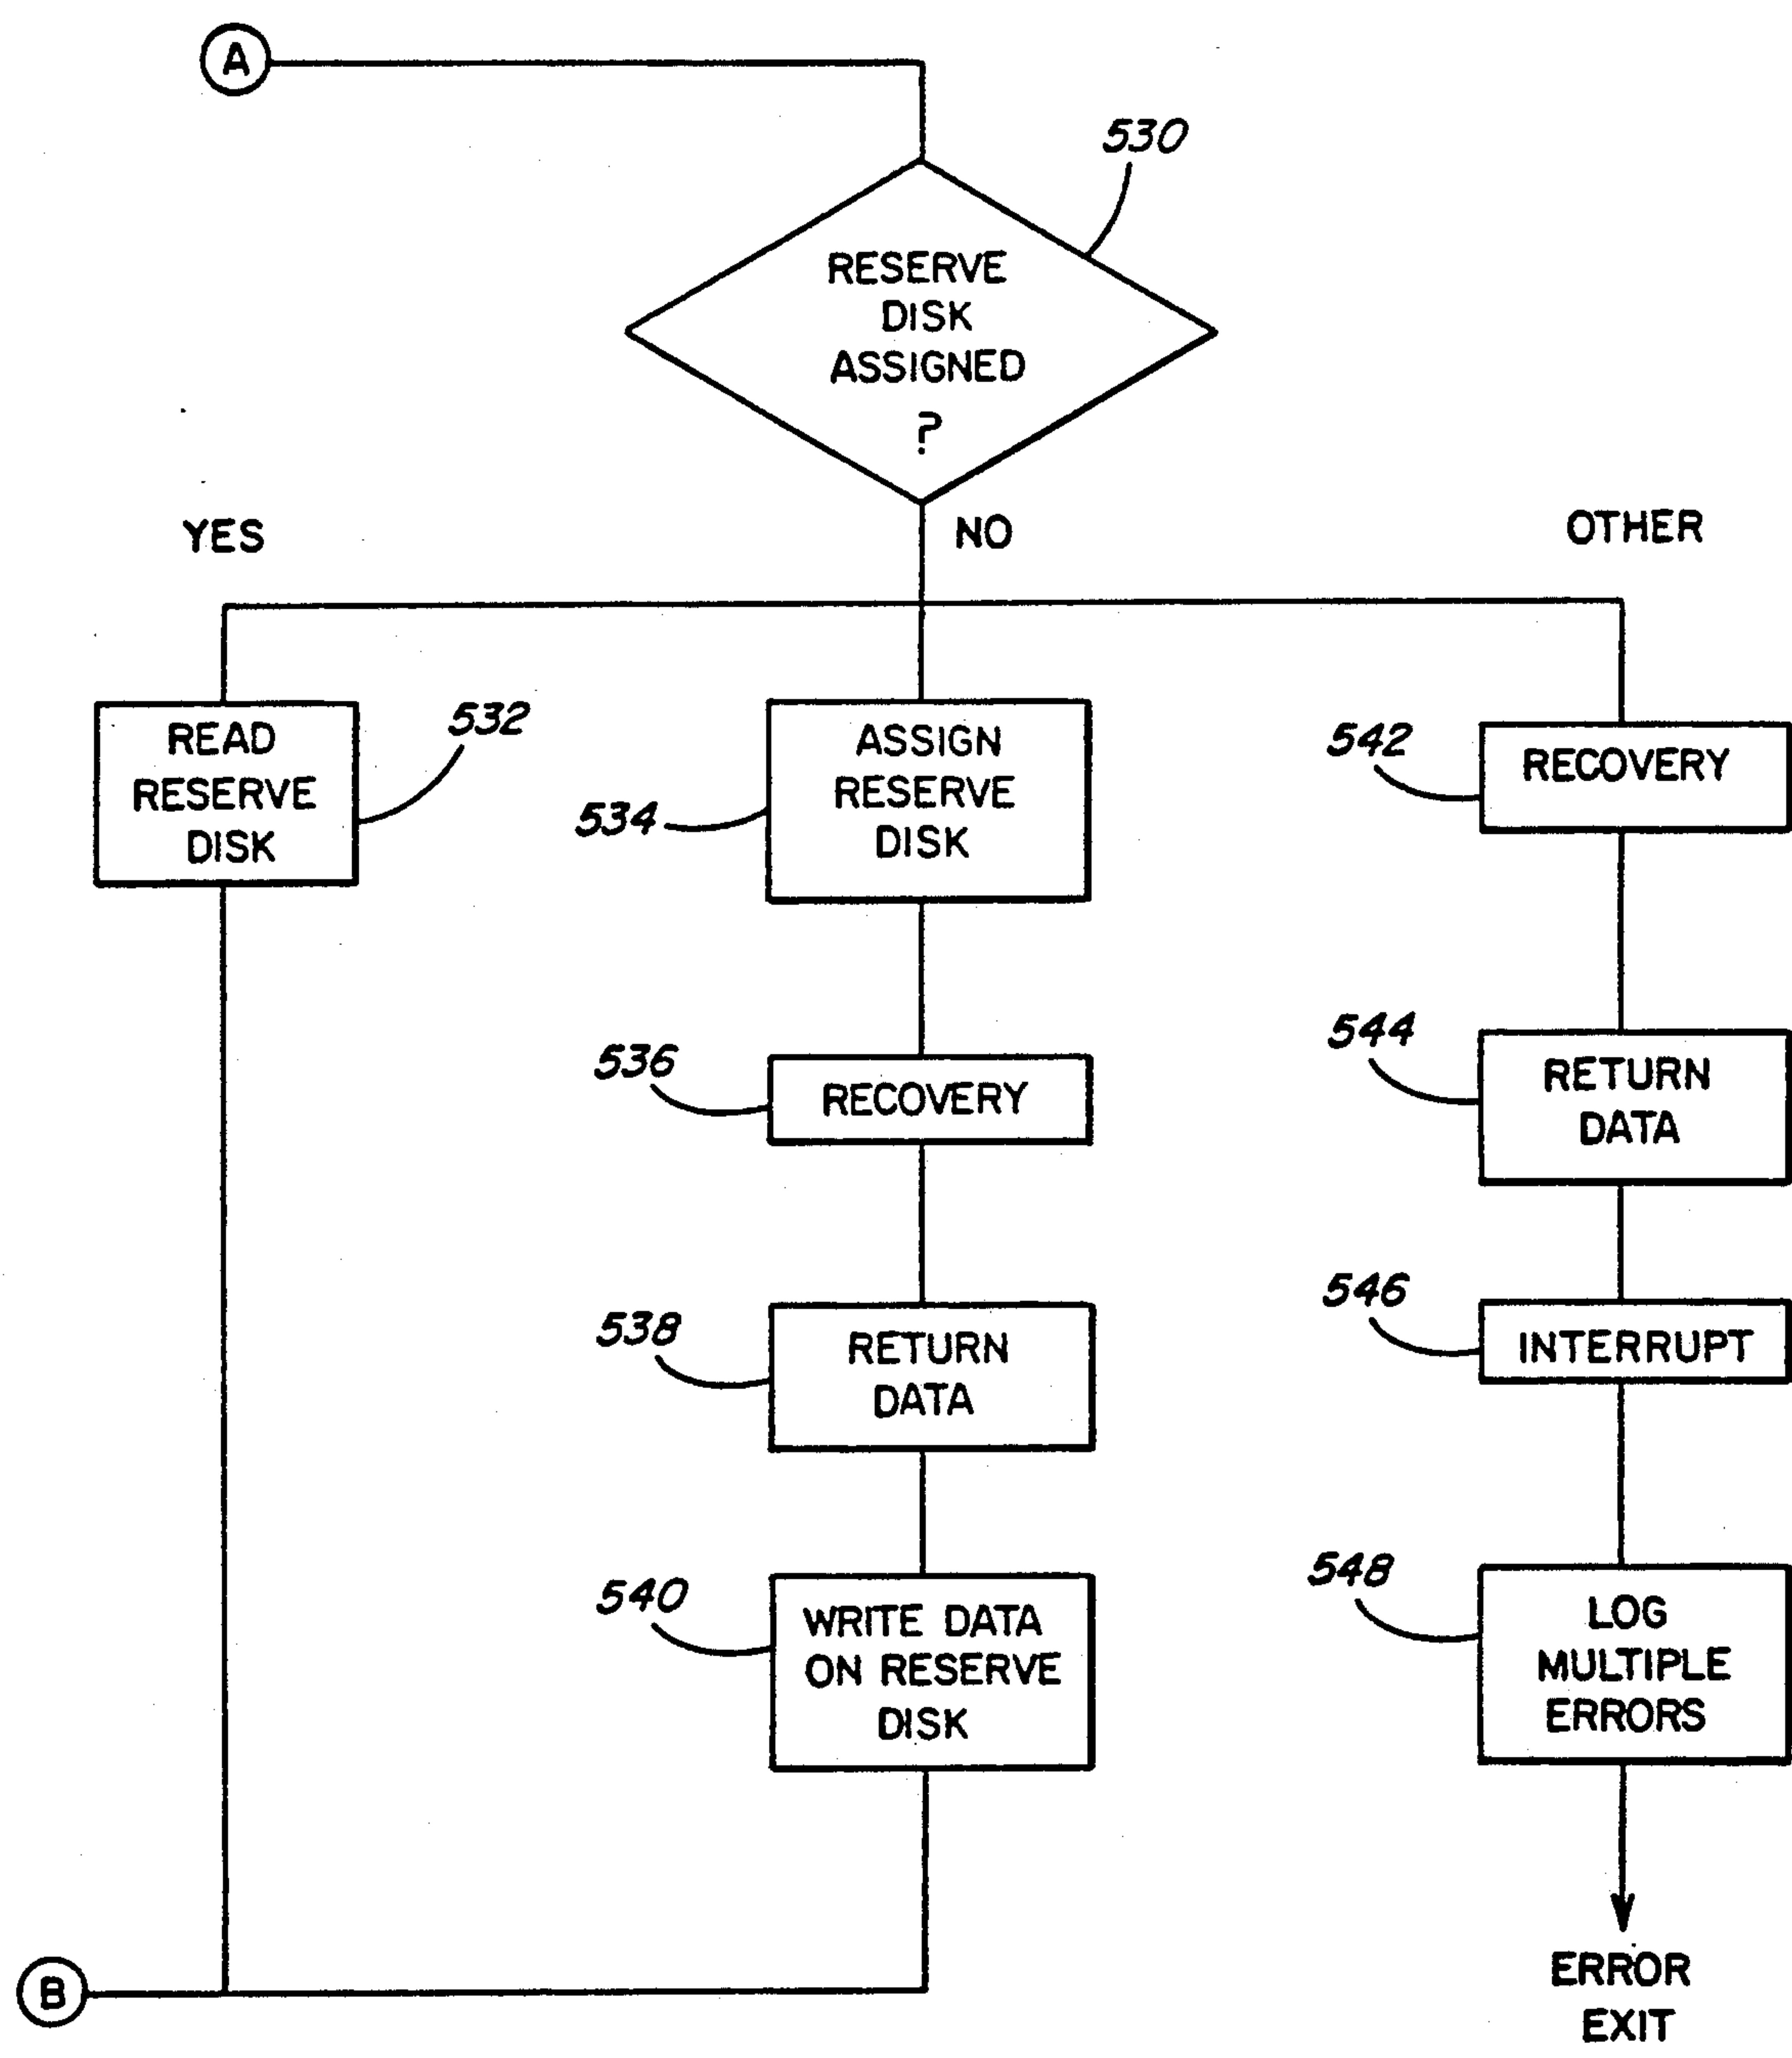 A
530
RESERVE
DISK
ASSIGNED
?
YES
NO
OTHER
READ
RESERVE
DISK
532
534
ASSIGN
RESERVE
DISK
542
RECOVERY
536
RECOVERY
544
RETURN
DATA
538
RETURN
DATA
546
INTERRUPT
540
WRITE DATA
ON RESERVE
DISK
548
LOG
MULTIPLE
ERRORS
B
ERROR
EXIT